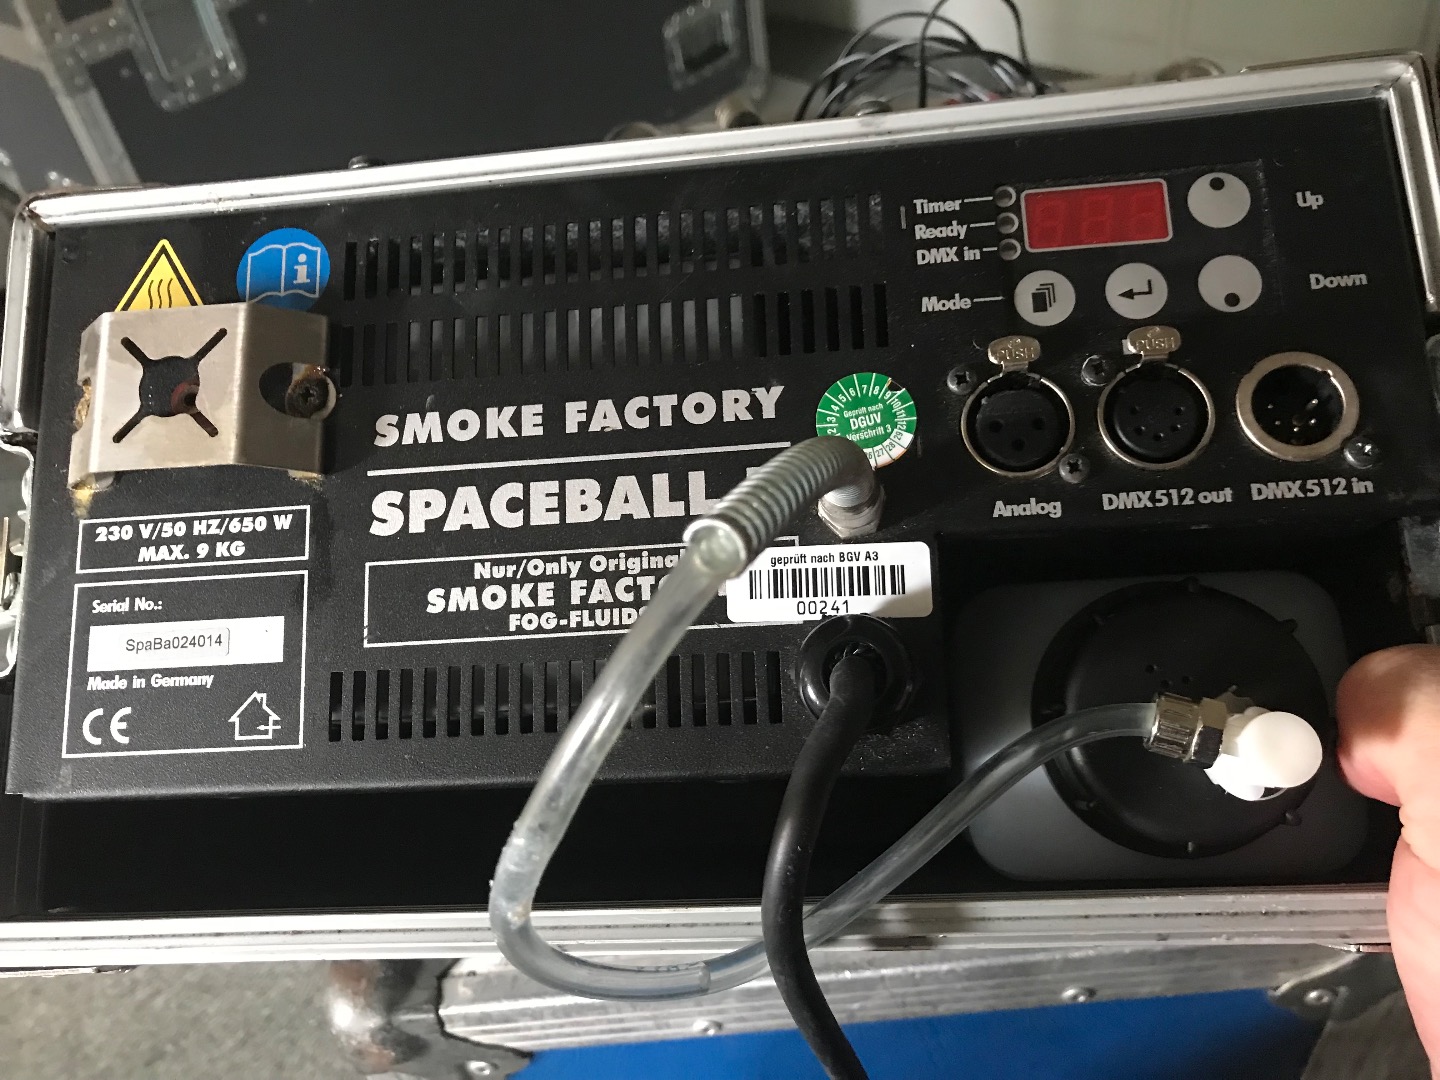 Timer
Ready
DMX in
Up
Mode
Down
PUSH
PUSH
SMOKE FACTORY
SPACEBALL
Geprüft nach
DGUV
Vorschrift 3
Analog
DMX512 out
DMX512 in
230 V/50 HZ/650 W
MAX. 9 KG
Nur/Only Origina
SMOKE FACT
FOG-FLUIDS
geprüft nach BGV A3
00241
Serial No.:
SpaBa024014
Made in Germany
CE